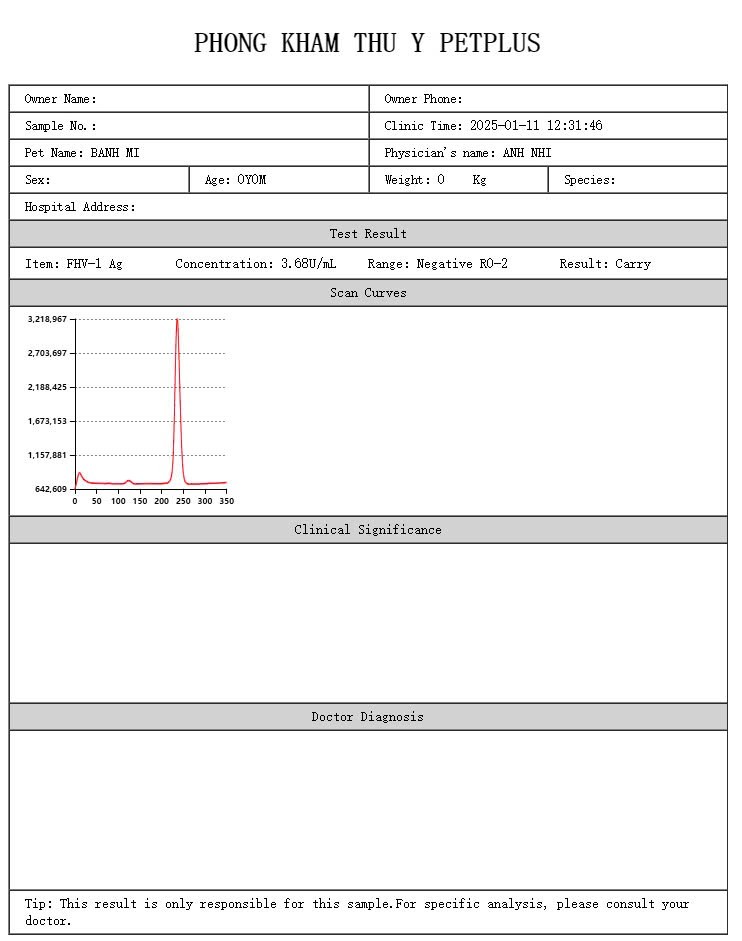 PHONG KHAM THU Y PETPLUS
Owner Name: Owner Phone:
Sample No.: Clinic Time: 2025-01-11 12:31:46
Pet Name: BANH MI Physician's name: ANH NHI
Sex: Age: 0Y0M Weight: 0 Kg Species:
Hospital Address:
Test Result
Item: FHV-1 Ag Concentration: 3.68U/mL Range: Negative R0-2 Result: Carry
Scan Curves
3,218,967
2,703,697
2,188,425
1,673,153
1,157,881
642,609
0 50 100 150 200 250 300 350
Clinical Significance
Doctor Diagnosis
Tip: This result is only responsible for this sample.For specific analysis, please consult your
doctor.